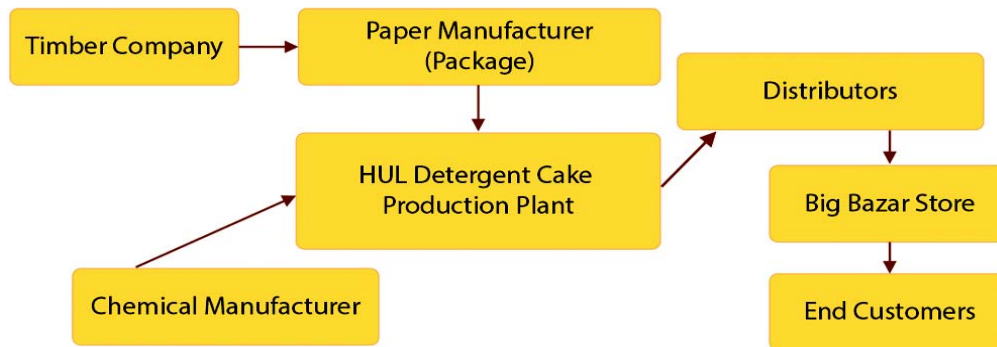 Timber Company
Paper Manufacturer
(Package)
Distributors
HUL Detergent Cake
Production Plant
Big Bazar Store
Chemical Manufacturer
End Customers